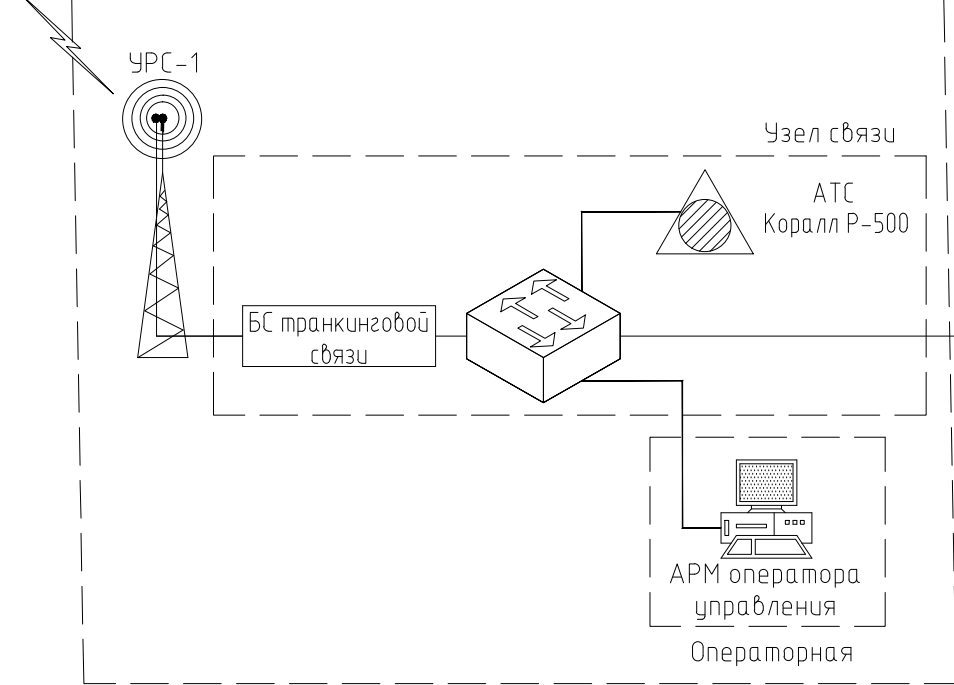 УРС-1
Узел связи
АТС
Коралл Р-500
БС транкинговой
связи
АРМ оператора
управления
Операторная